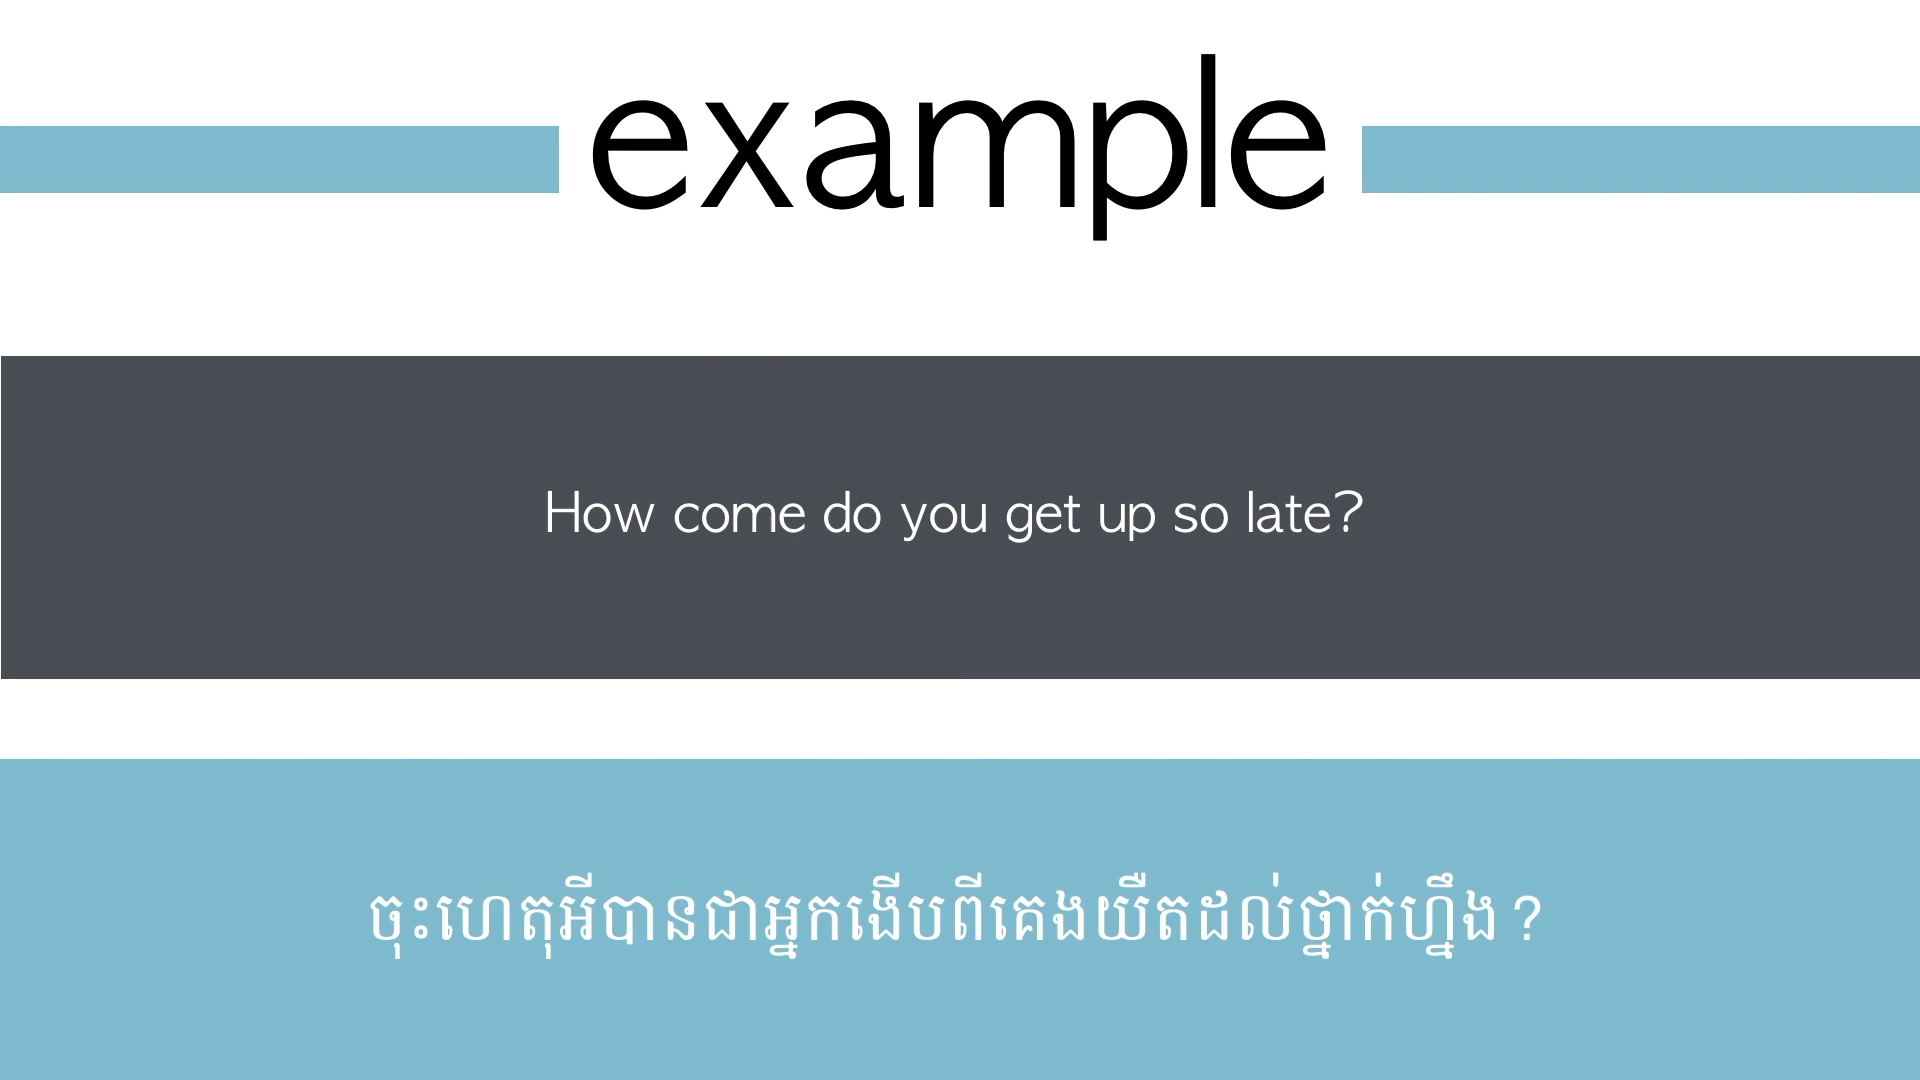 example
How come do you get up so late?
ចុះហេតុអីបានជាអ្នកងើបពីគេងយឺតដល់ថ្នាក់ហ្នឹង ?